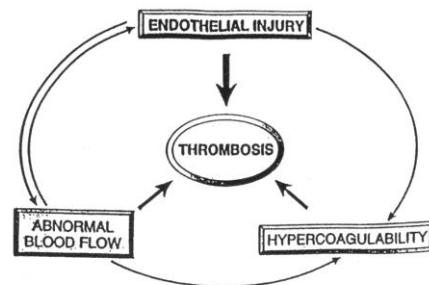 ENDOTHELIAL INJURY
THROMBOSIS
ABNORMAL
BLOOD FLOW
HYPERCOAGULABILITY